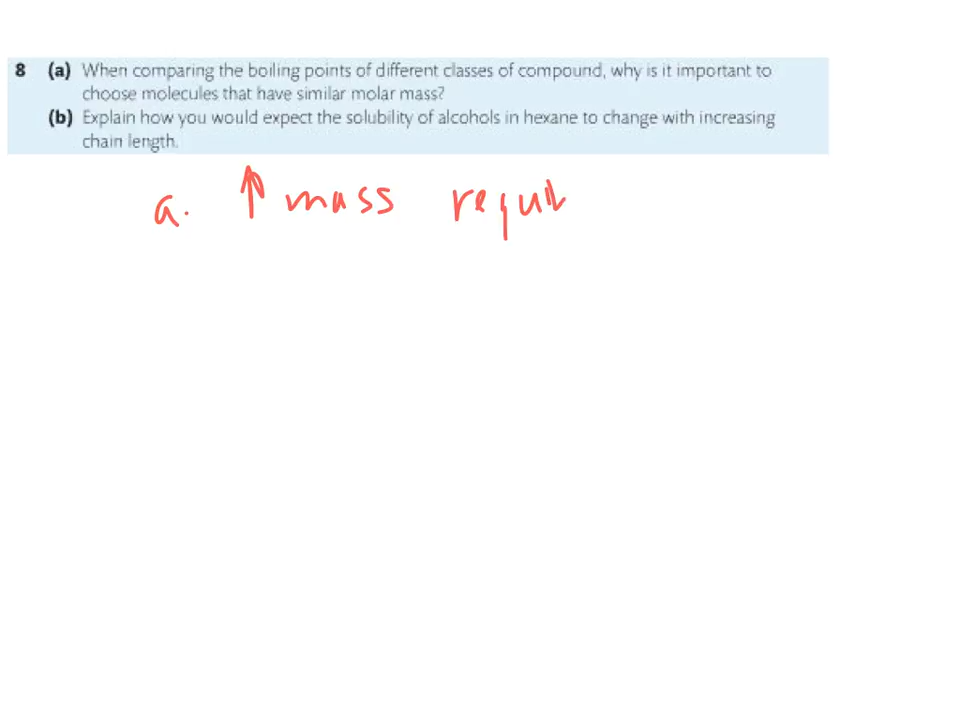 8 (a) When comparing the boiling points of different classes of compound, why is it important to
choose molecules that have similar molar mass?
(b) Explain how you would expect the solubility of alcohols in hexane to change with increasing
chain length.
a. ↑ mass